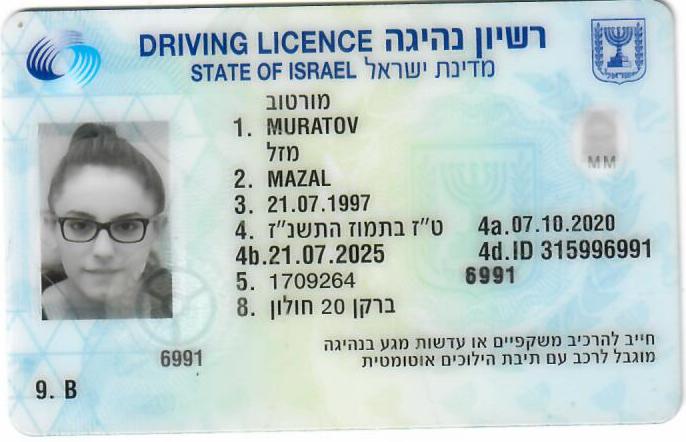 DRIVING LICENCE רשיון נהיגה
STATE OF ISRAEL מדינת ישראל
מורטוב
1. MURATOV
מזל
2. MAZAL
3. 21.07.1997
4. ט"ז בתמוז התשנ"ז 4a.07.10.2020
4b.21.07.2025 4d.ID 315996991
5. 1709264 6991
8. ברקן 20 חולון
MM
חייב להרכיב משקפיים או עדשות מגע בנהיגה
מוגבל לרכב עם תיבת הילוכים אוטומטית
6991
9. B